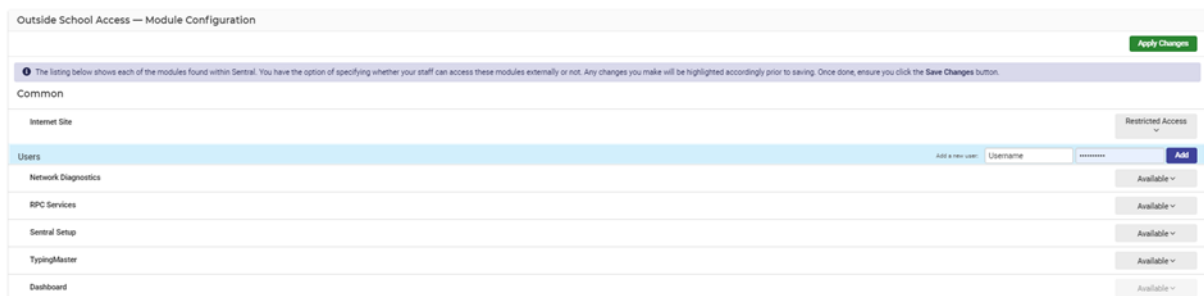 Outside School Access — Module Configuration
Apply Changes
The listing below shows each of the modules found within Sentral. You have the option of specifying whether your staff can access these modules externally or not. Any changes you make will be highlighted accordingly prior to saving. Once done, ensure you click the Save Changes button.
Common
Internet Site Restricted Access
Users Add a new user: Username •••••••••• Add
Network Diagnostics Available
RPC Services Available
Sentral Setup Available
TypingMaster Available
Dashboard Available